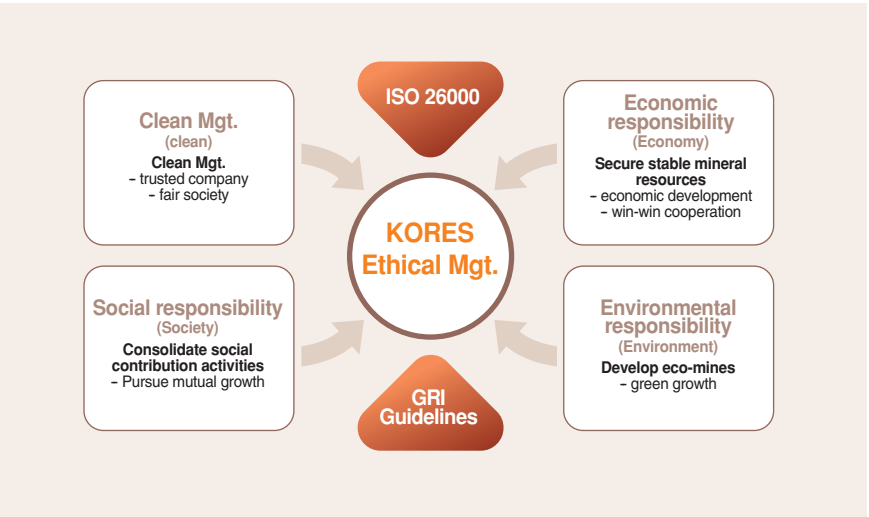 Clean Mgt.
(clean)
Clean Mgt.
– trusted company
– fair society
ISO 26000
Economic
responsibility
(Economy)
Secure stable mineral
resources
– economic development
– win-win cooperation
KORES
Ethical Mgt.
Social responsibility
(Society)
Consolidate social
contribution activities
– Pursue mutual growth
GRI
Guidelines
Environmental
responsibility
(Environment)
Develop eco-mines
– green growth